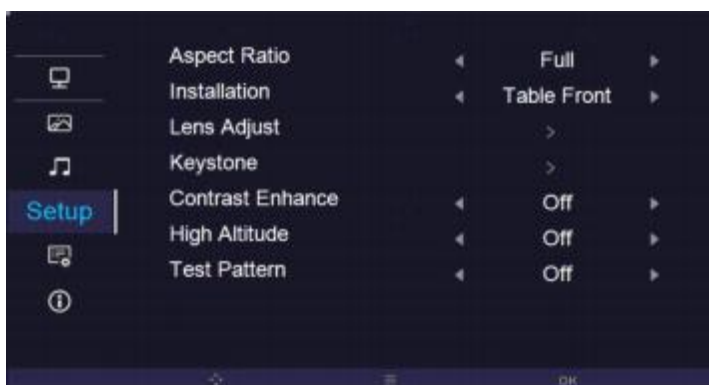 Aspect Ratio Full
Installation Table Front
Lens Adjust >
Keystone >
Setup Contrast Enhance Off
High Altitude Off
Test Pattern Off
OK